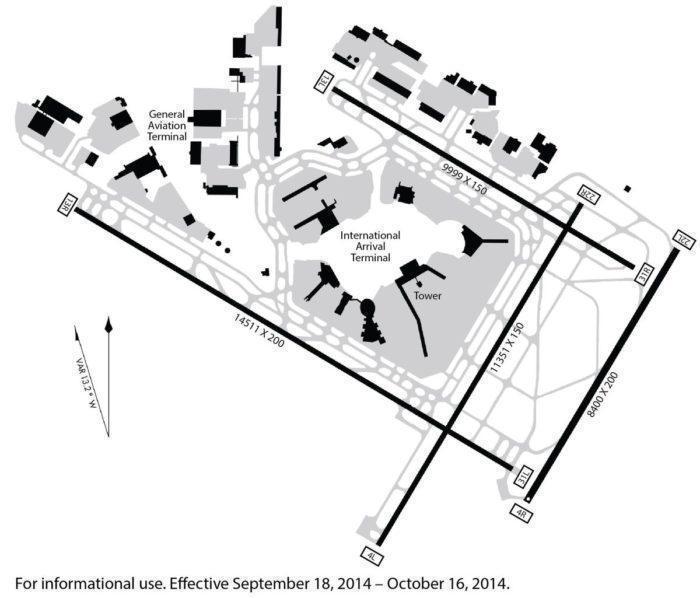 13L
General
Aviation
Terminal
9999 X 150
22R
13R
22L
International
Arrival
Terminal
31R
Tower
14511 X 200
11351 X 150
VAR 13.2° W
8400 X 200
31L
4R
4L
For informational use. Effective September 18, 2014 – October 16, 2014.